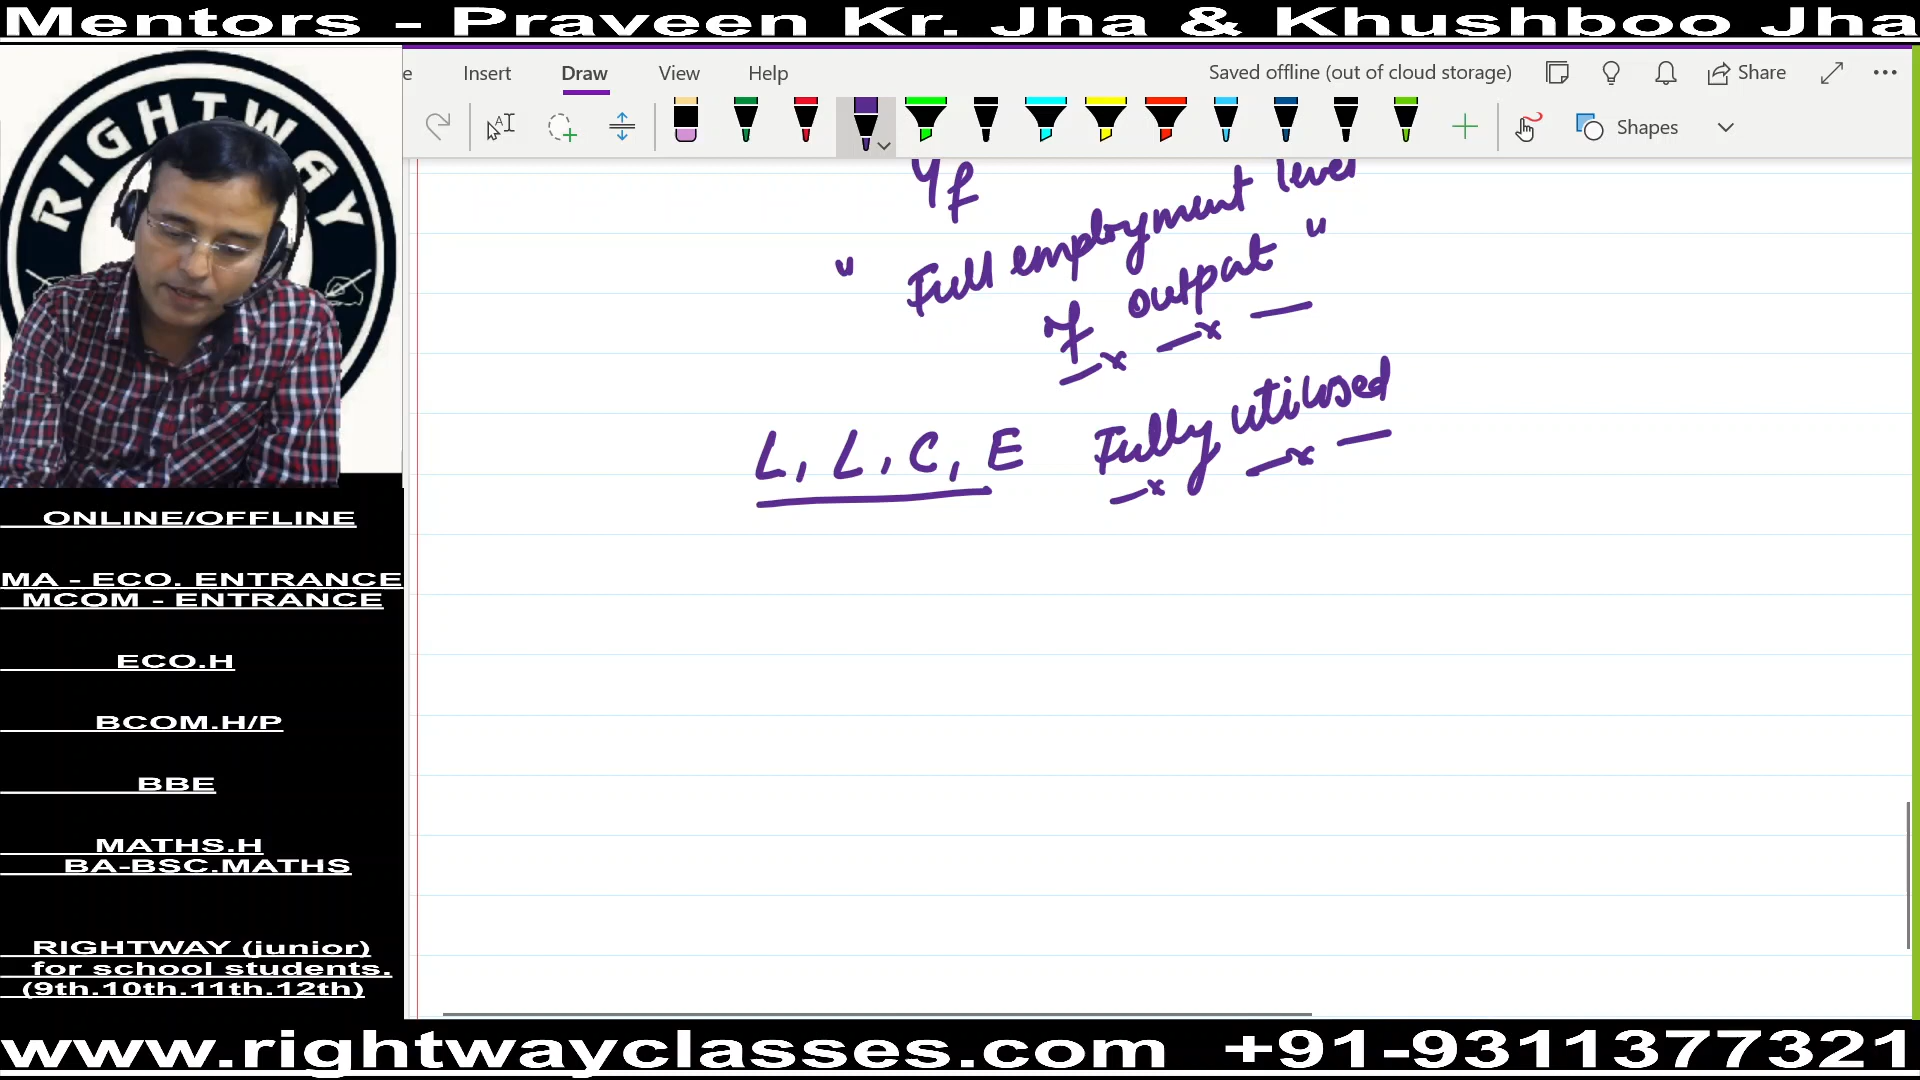 Mentors - Praveen Kr. Jha & Khushboo Jha
RIGHTWAY
e Insert Draw View Help Saved offline (out of cloud storage) Share
Shapes
Yf
" Full employment level
of output "
L, L, C, E Fully utilised
ONLINE/OFFLINE
MA - ECO. ENTRANCE
MCOM - ENTRANCE
ECO.H
BCOM.H/P
BBE
MATHS.H
BA-BSC.MATHS
RIGHTWAY (junior)
for school students.
(9th.10th.11th.12th)
www.rightwayclasses.com +91-9311377321